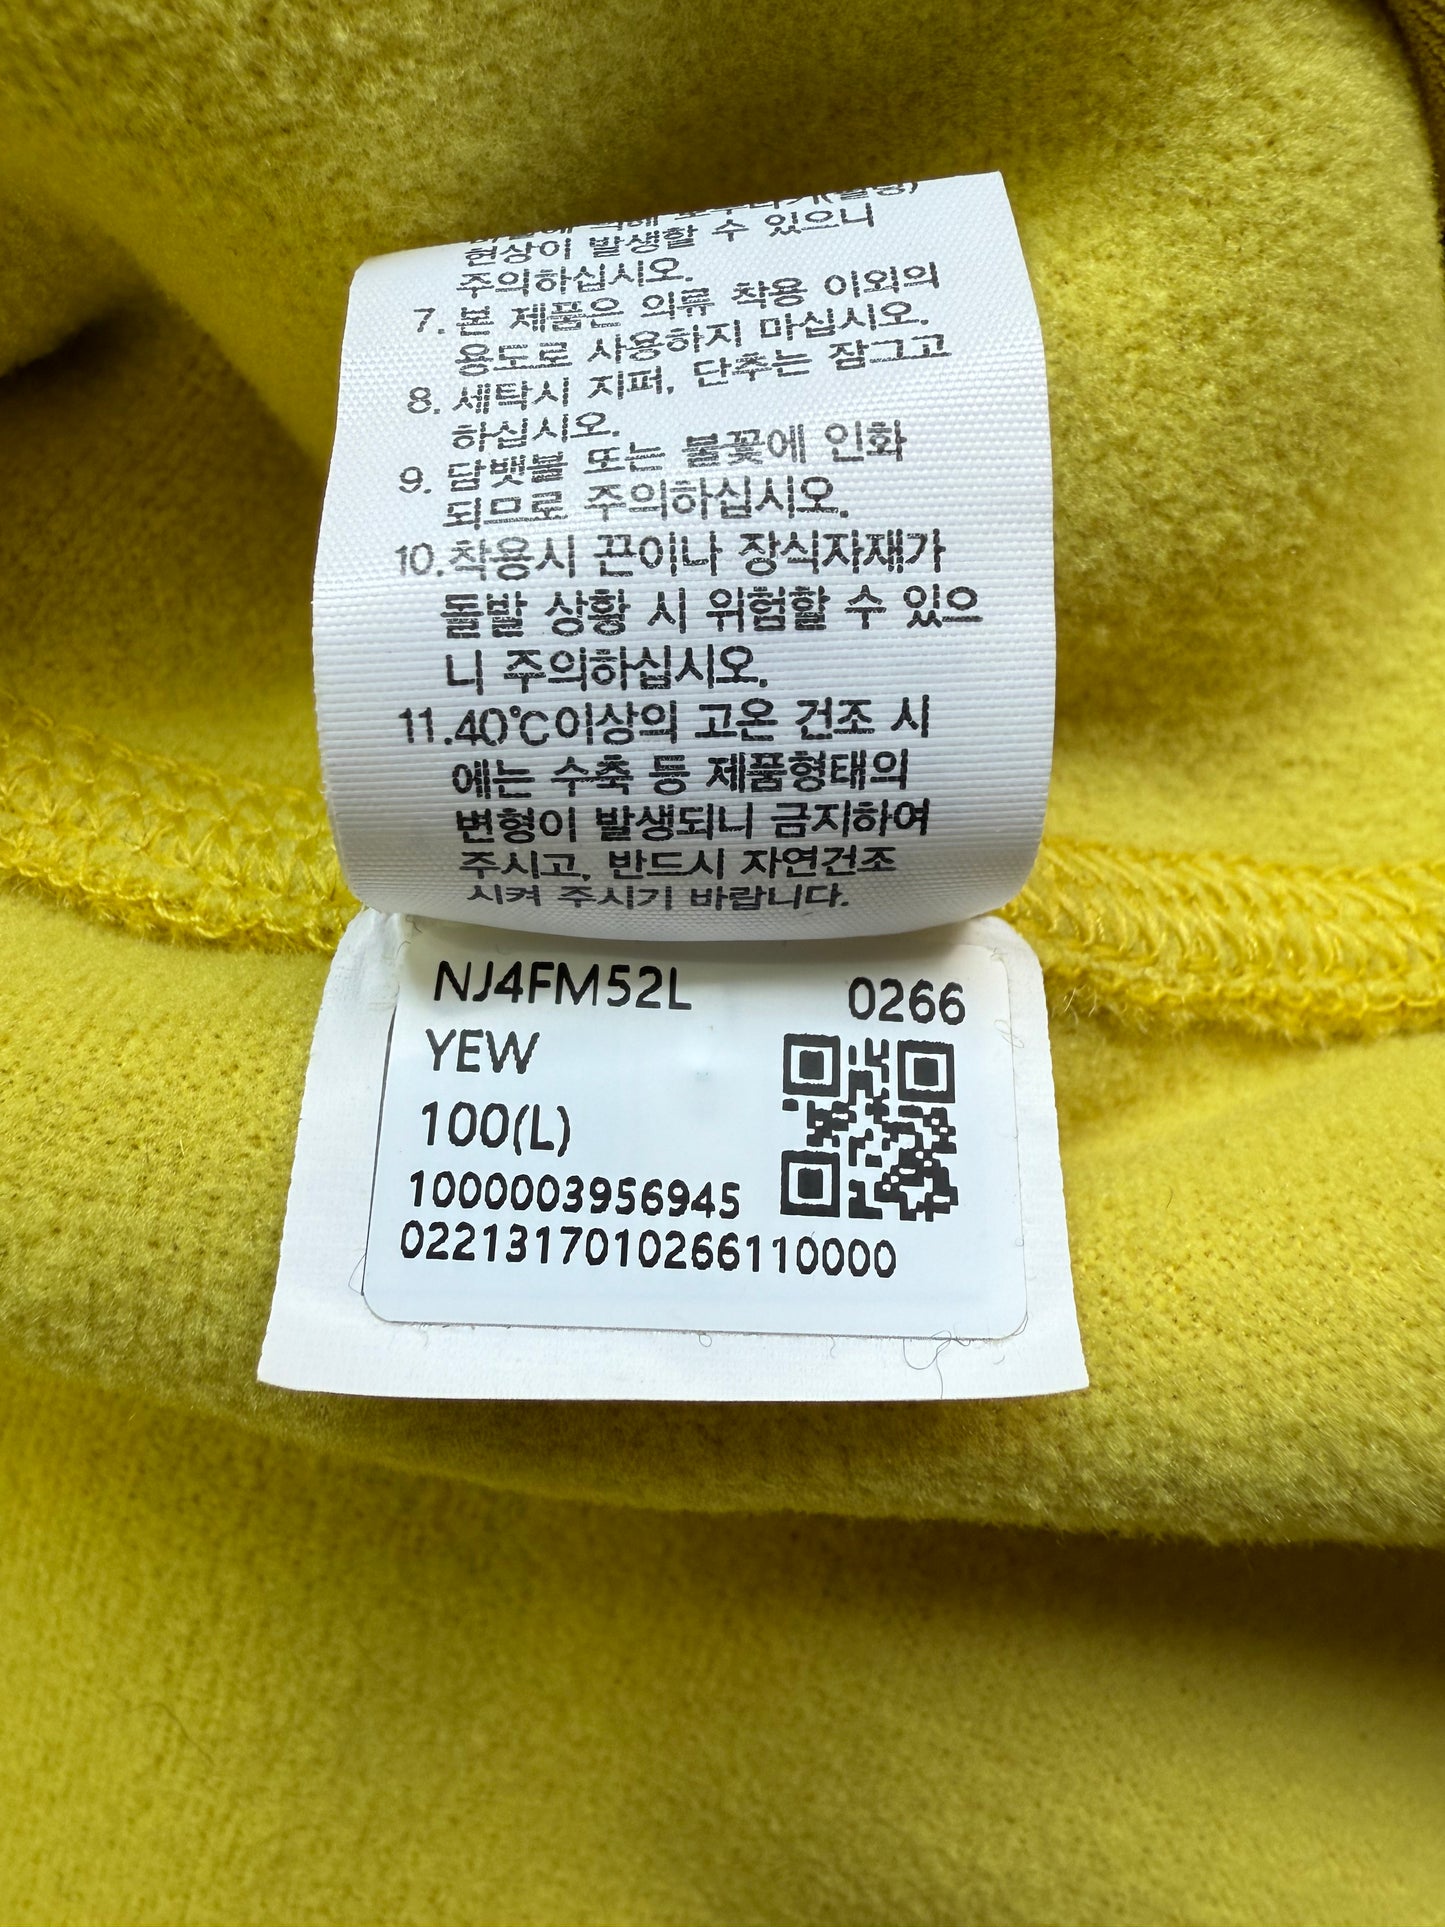 현상이 발생할 수 있으니
주의하십시오.
7. 본 제품은 의류 착용 이외의
용도로 사용하지 마십시오.
8. 세탁시 지퍼, 단추는 잠그고
하십시오.
9. 담뱃불 또는 불꽃에 인화
되므로 주의하십시오.
10.착용시 끈이나 장식자재가
돌발 상황 시 위험할 수 있으
니 주의하십시오.
11.40℃이상의 고온 건조 시
에는 수축 등 제품형태의
변형이 발생되니 금지하여
주시고, 반드시 자연건조
시켜 주시기 바랍니다.
NJ4FM52L 0266
YEW
100(L)
1000003956945
0221317010266110000